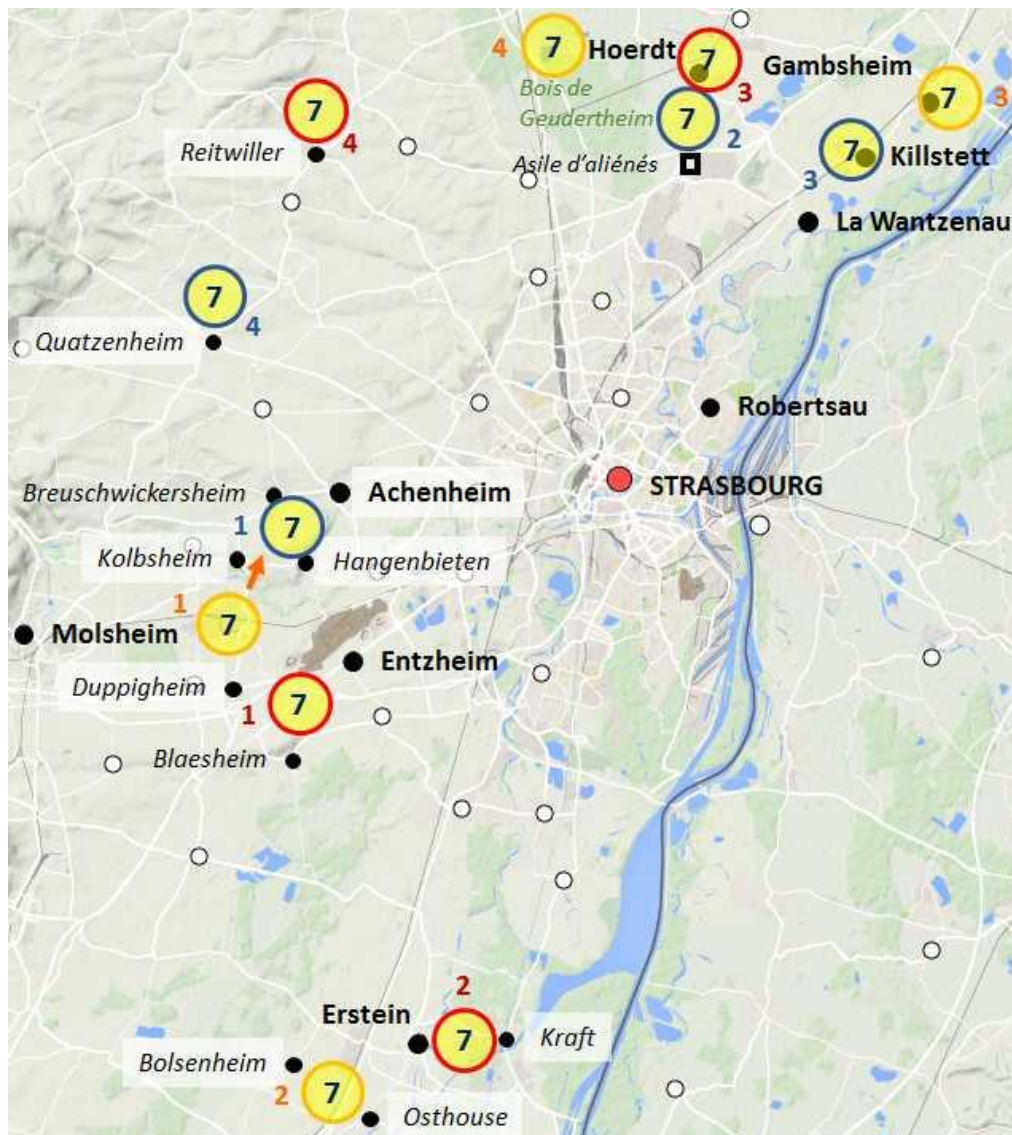 4 7 Hoerdt 7 Gambsheim
7 3
Bois de
Geudertheim
3
7 2
7 4
Reitwiller
Asile d'aliénés
7 Killstett
3
La Wantzenau
7
4
Quatzenheim
Robertsau
STRASBOURG
Breuschwickersheim
Achenheim
1 7
Kolbsheim
Hangenbieten
1
7
Molsheim
Entzheim
Duppigheim
1 7
Blaesheim
2
Erstein
7
Kraft
Bolsenheim
2 7
Osthouse